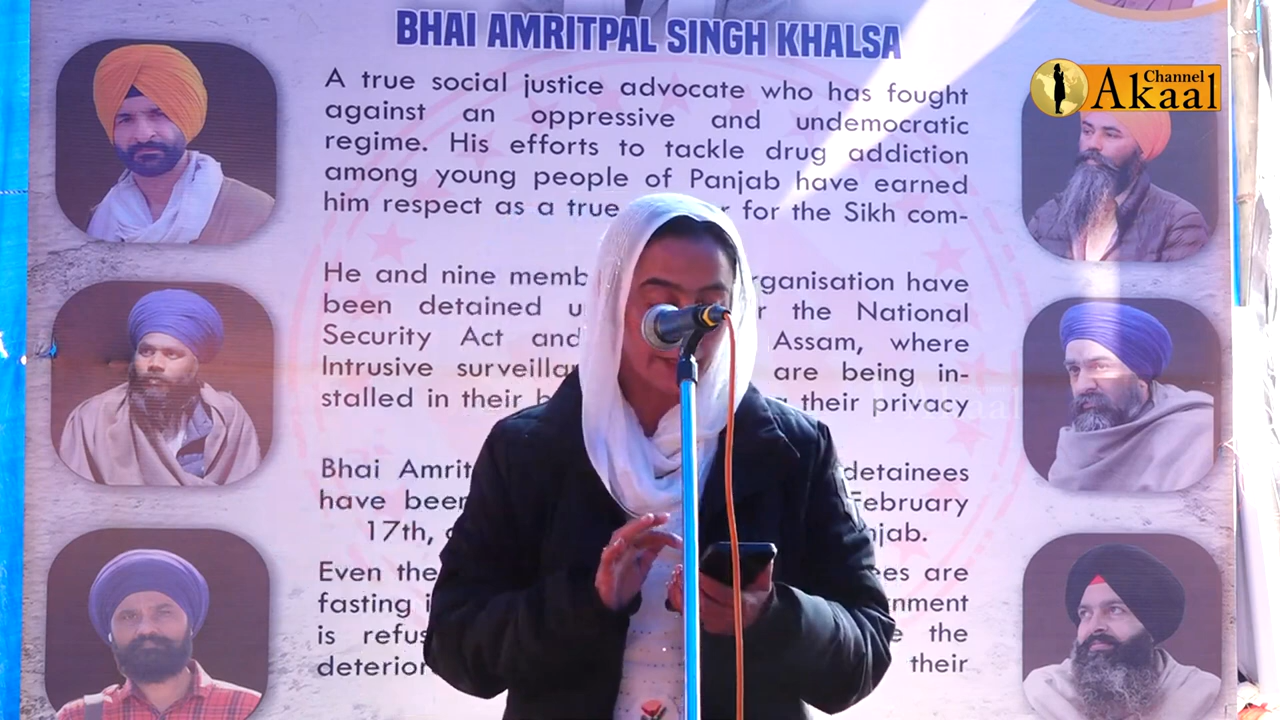 BHAI AMRITPAL SINGH KHALSA
Channel
Akaal
A true social justice advocate who has fought
against an oppressive and undemocratic
regime. His efforts to tackle drug addiction
among young people of Panjab have earned
him respect as a true for the Sikh com-
He and nine memb rganisation have
been detained u r the National
Security Act and Assam, where
Intrusive surveillan are being in-
stalled in their b their privacy
Bhai Amrit detainees
have been February
17th, njab.
Even the ees are
fasting i nment
is refus e the
deterior their